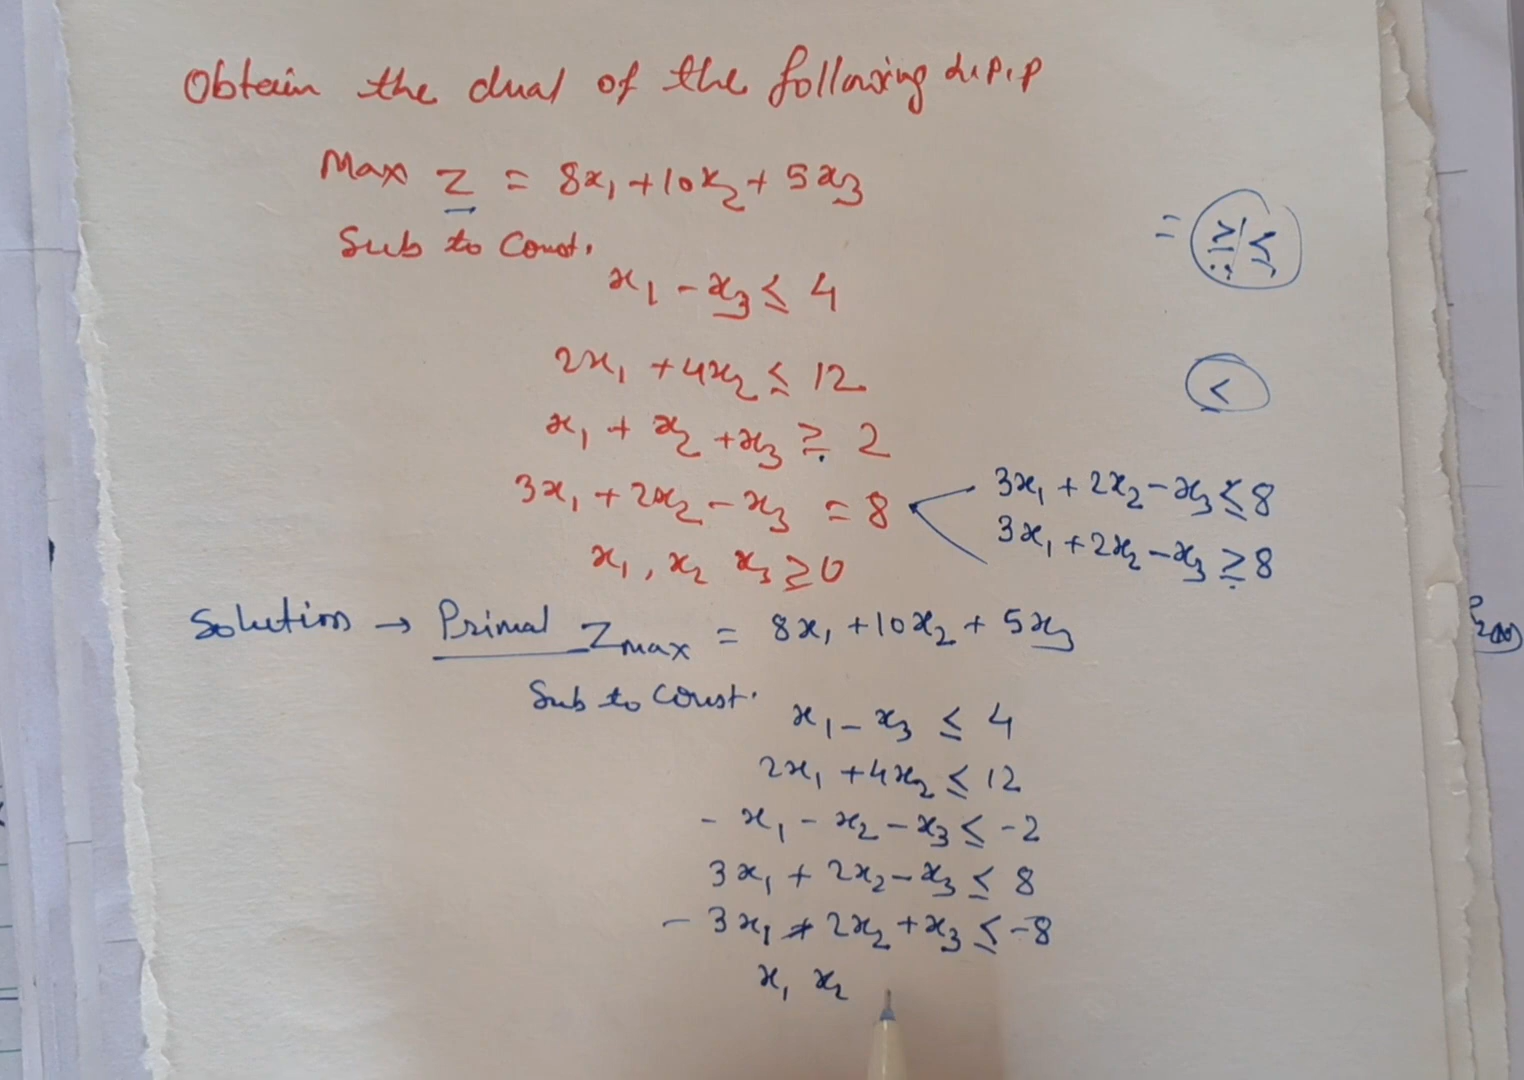 Obtain the dual of the following L.P.P
Max Z = 8x₁ + 10x₂ + 5x₃
Sub to Const.
x₁ - x₃ ≤ 4
2x₁ + 4x₂ ≤ 12
x₁ + x₂ + x₃ ≥ 2
3x₁ + 2x₂ - x₃ = 8
x₁, x₂ x₃ ≥ 0
= ≥/≤
<
3x₁ + 2x₂ - x₃ ≤ 8
3x₁ + 2x₂ - x₃ ≥ 8
Solution → Primal Zmax = 8x₁ + 10x₂ + 5x₃
Sub to Const.
x₁ - x₃ ≤ 4
2x₁ + 4x₂ ≤ 12
- x₁ - x₂ - x₃ ≤ -2
3x₁ + 2x₂ - x₃ ≤ 8
- 3x₁ - 2x₂ + x₃ ≤ -8
x₁ x₂